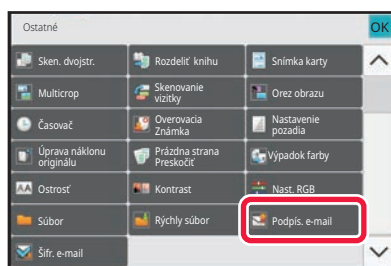 Ostatné
OK
Sken. dvojstr.
Rozdeliť knihu
Snímka karty
Multicrop
Skenovanie
vizitky
Orez obrazu
Časovač
Overovacia
Známka
Nastavenie
pozadia
Úprava náklonu
originálu
Prázdna strana
Preskočiť
Výpadok farby
AA Ostrosť
Kontrast
Nast. RGB
Súbor
Rýchly súbor
Podpís. e-mail
Šifr. e-mail